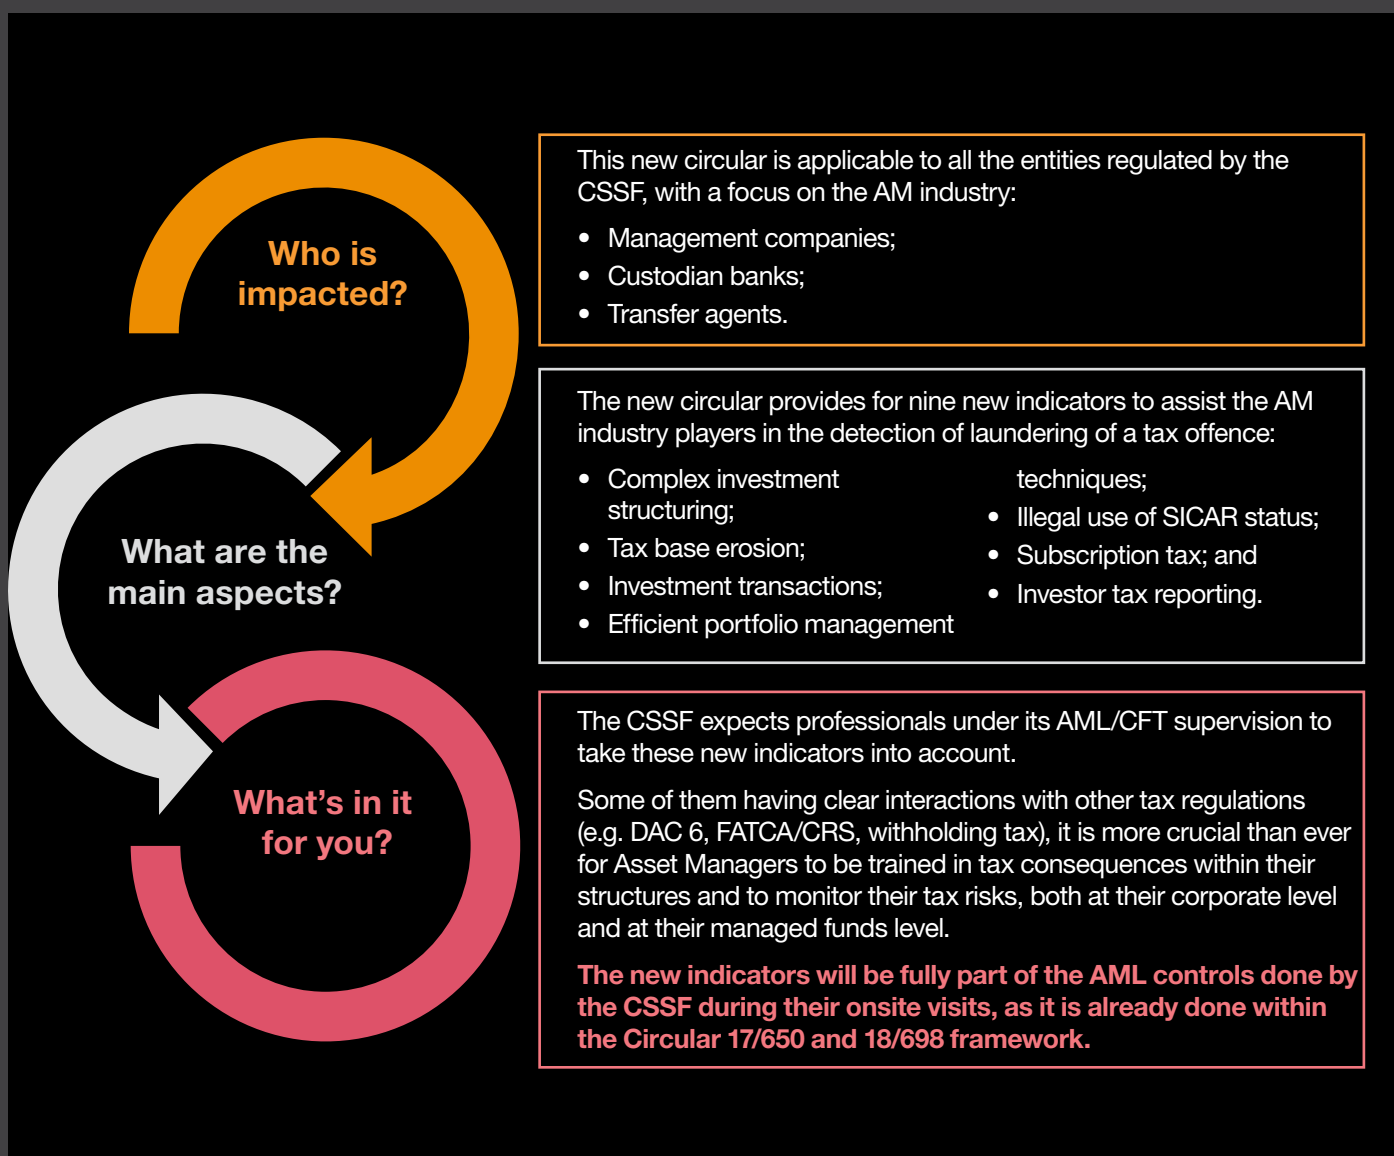 Who is
impacted?
This new circular is applicable to all the entities regulated by the
CSSF, with a focus on the AM industry:
• Management companies;
• Custodian banks;
• Transfer agents.
What are the
main aspects?
The new circular provides for nine new indicators to assist the AM
industry players in the detection of laundering of a tax offence:
• Complex investment
structuring;
• Tax base erosion;
• Investment transactions;
• Efficient portfolio management
techniques;
• Illegal use of SICAR status;
• Subscription tax; and
• Investor tax reporting.
What's in it
for you?
The CSSF expects professionals under its AML/CFT supervision to
take these new indicators into account.
Some of them having clear interactions with other tax regulations
(e.g. DAC 6, FATCA/CRS, withholding tax), it is more crucial than ever
for Asset Managers to be trained in tax consequences within their
structures and to monitor their tax risks, both at their corporate level
and at their managed funds level.
The new indicators will be fully part of the AML controls done by
the CSSF during their onsite visits, as it is already done within
the Circular 17/650 and 18/698 framework.